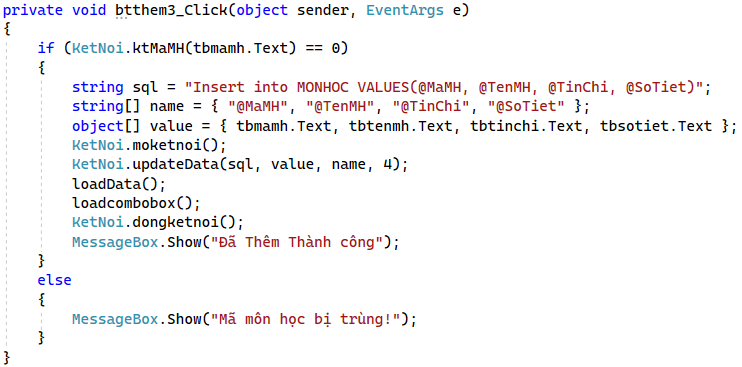 private void btthem3_Click(object sender, EventArgs e)
{
    if (KetNoi.ktMaMH(tbmamh.Text) == 0)
    {
        string sql = "Insert into MONHOC VALUES(@MaMH, @TenMH, @TinChi, @SoTiet)";
        string[] name = { "@MaMH", "@TenMH", "@TinChi", "@SoTiet" };
        object[] value = { tbmamh.Text, tbtenmh.Text, tbtinchi.Text, tbsotiet.Text };
        KetNoi.moketnoi();
        KetNoi.updateData(sql, value, name, 4);
        loadData();
        loadcombobox();
        KetNoi.dongketnoi();
        MessageBox.Show("Đã Thêm Thành công");
    }
    else
    {
        MessageBox.Show("Mã môn học bị trùng!");
    }
}